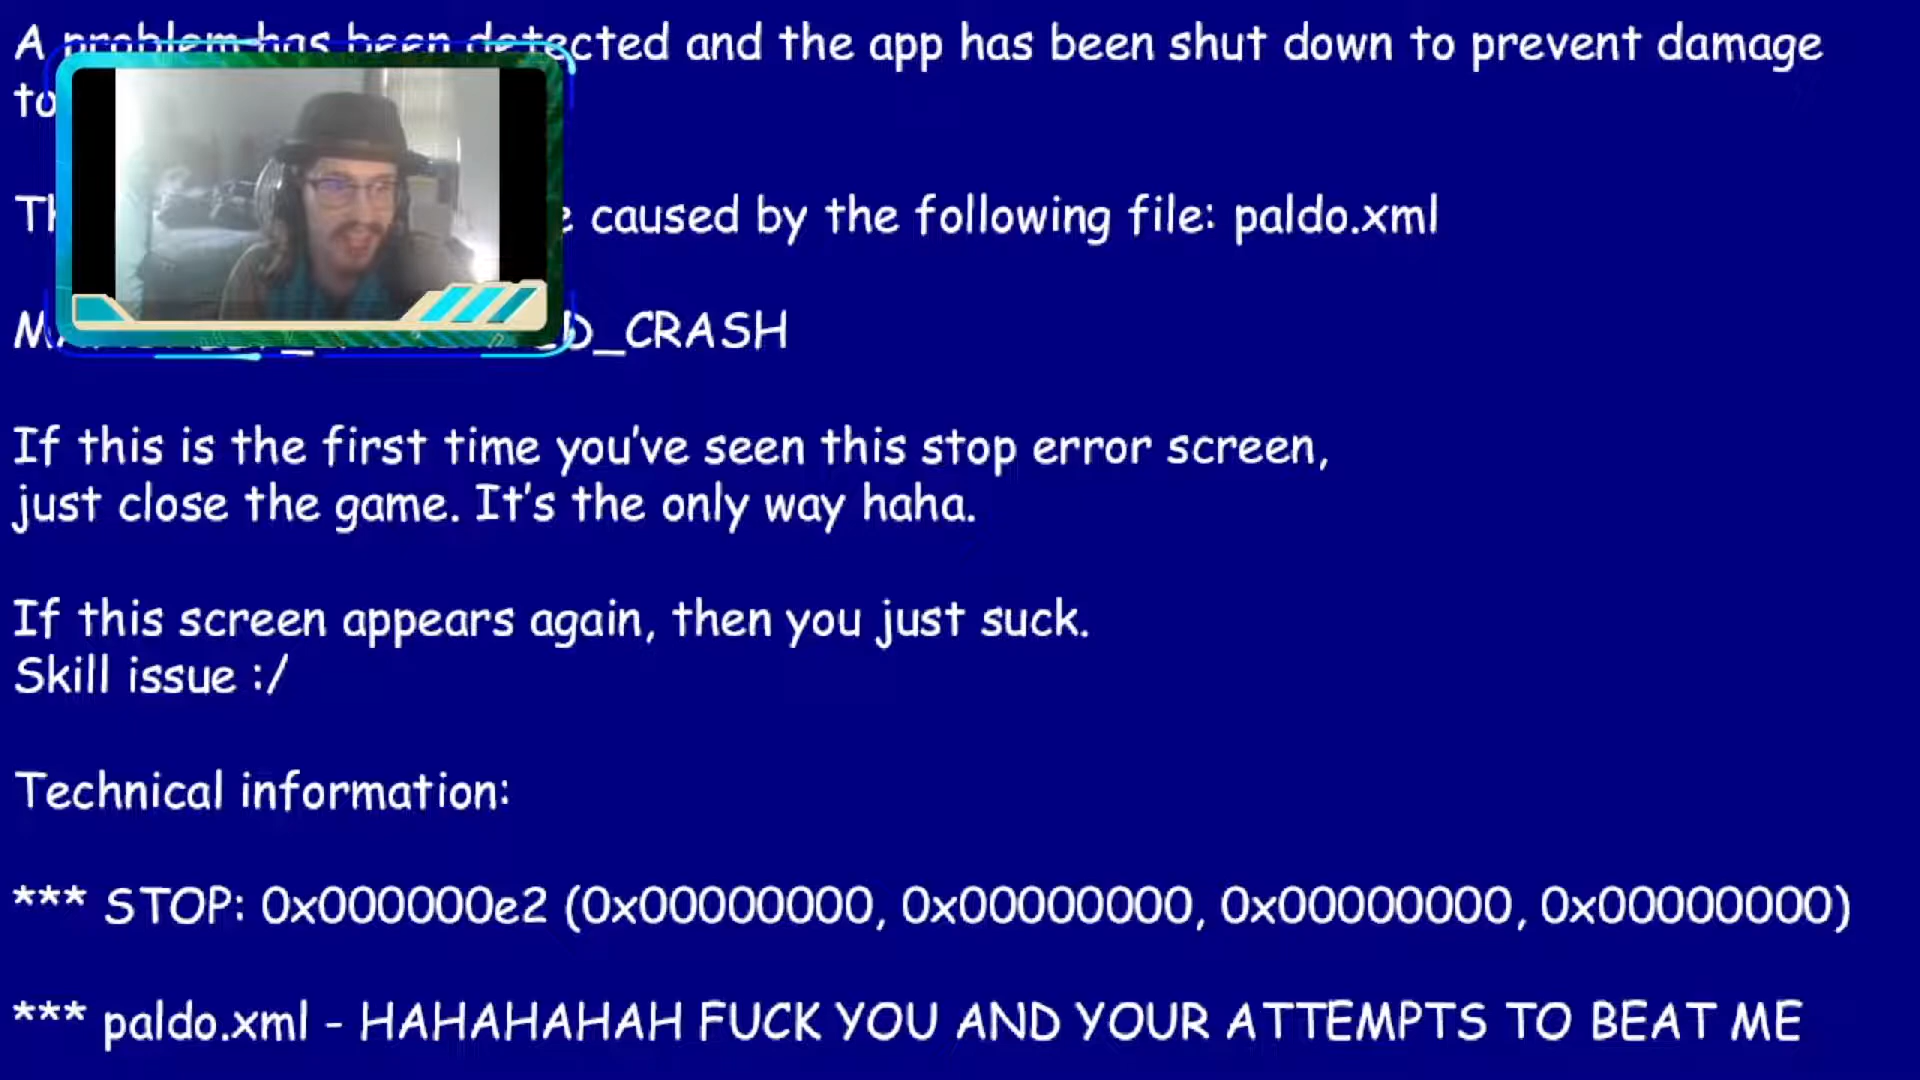 A problem has been detected and the app has been shut down to prevent damage
to
caused by the following file: paldo.xml
_CRASH
If this is the first time you've seen this stop error screen,
just close the game. It's the only way haha.
If this screen appears again, then you just suck.
Skill issue :/
Technical information:
*** STOP: 0x000000e2 (0x00000000, 0x00000000, 0x00000000, 0x00000000)
*** paldo.xml - HAHAHAHAH FUCK YOU AND YOUR ATTEMPTS TO BEAT ME